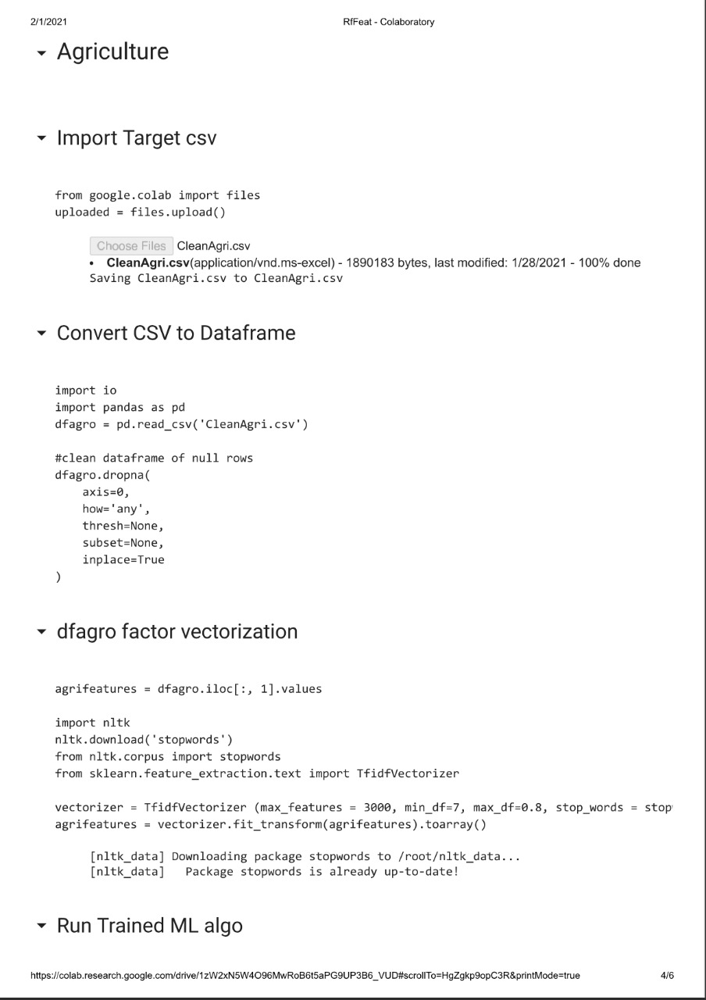 2/1/2021 RfFeat - Colaboratory
Agriculture
Import Target csv
from google.colab import files
uploaded = files.upload()
Choose Files CleanAgri.csv
• CleanAgri.csv(application/vnd.ms-excel) - 1890183 bytes, last modified: 1/28/2021 - 100% done
Saving CleanAgri.csv to CleanAgri.csv
Convert CSV to Dataframe
import io
import pandas as pd
dfagro = pd.read_csv('CleanAgri.csv')
#clean dataframe of null rows
dfagro.dropna(
    axis=0,
    how='any',
    thresh=None,
    subset=None,
    inplace=True
)
dfagro factor vectorization
agrifeatures = dfagro.iloc[:, 1].values
import nltk
nltk.download('stopwords')
from nltk.corpus import stopwords
from sklearn.feature_extraction.text import TfidfVectorizer
vectorizer = TfidfVectorizer (max_features = 3000, min_df=7, max_df=0.8, stop_words = stop
agrifeatures = vectorizer.fit_transform(agrifeatures).toarray()
[nltk_data] Downloading package stopwords to /root/nltk_data...
[nltk_data]   Package stopwords is already up-to-date!
Run Trained ML algo
https://colab.research.google.com/drive/1zW2xN5W4O96MwRoB6t5aPG9UP3B6_VUD#scrollTo=HgZgkp9opC3R&printMode=true 4/6